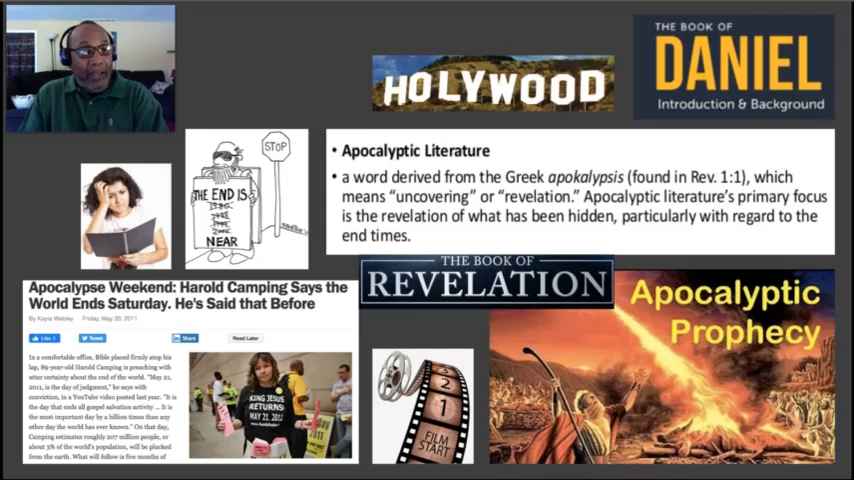 HOLYWOOD
THE BOOK OF
DANIEL
Introduction & Background
STOP
THE END IS
NEAR
• Apocalyptic Literature
• a word derived from the Greek apokalypsis (found in Rev. 1:1), which
means “uncovering” or “revelation.” Apocalyptic literature’s primary focus
is the revelation of what has been hidden, particularly with regard to the
end times.
THE BOOK OF
REVELATION
Apocalypse Weekend: Harold Camping Says the
World Ends Saturday. He's Said that Before
By Kayla Webley Friday, May 20, 2011
Like
Tweet
in Share
Read Later
In a comfortable office, Bible placed firmly atop his
lap, 89-year-old Harold Camping is preaching with
utter certainty about the end of the world. "May 21,
2011, is the day of judgment," he says with
conviction, in a YouTube video posted last year. "It is
the day that ends all gospel salvation activity ... It is
the most important day by a billion times than any
other day the world has ever known." On that day,
Camping estimates roughly 207 million people, or
about 3% of the world's population, will be plucked
from the earth. What will follow is five months of
KING JESUS
RETURNS!
MAY 21, 2011
2011
3
2
1
FILM
START
Apocalyptic
Prophecy